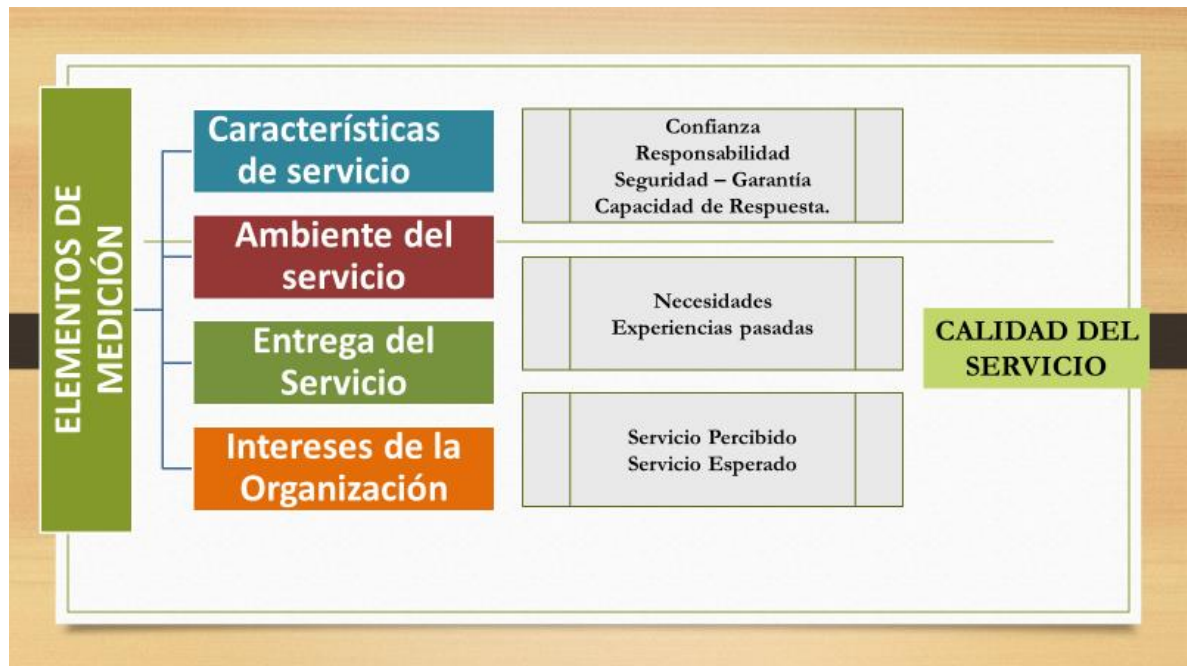 ELEMENTOS DE
MEDICIÓN
Característícas
de servicio
Ambiente del
servicio
Entrega del
Servicio
Intereses de la
Organización
Confianza
Responsabilidad
Seguridad – Garantía
Capacidad de Respuesta.
Necesidades
Experiencias pasadas
Servicio Percibido
Servicio Esperado
CALIDAD DEL
SERVICIO